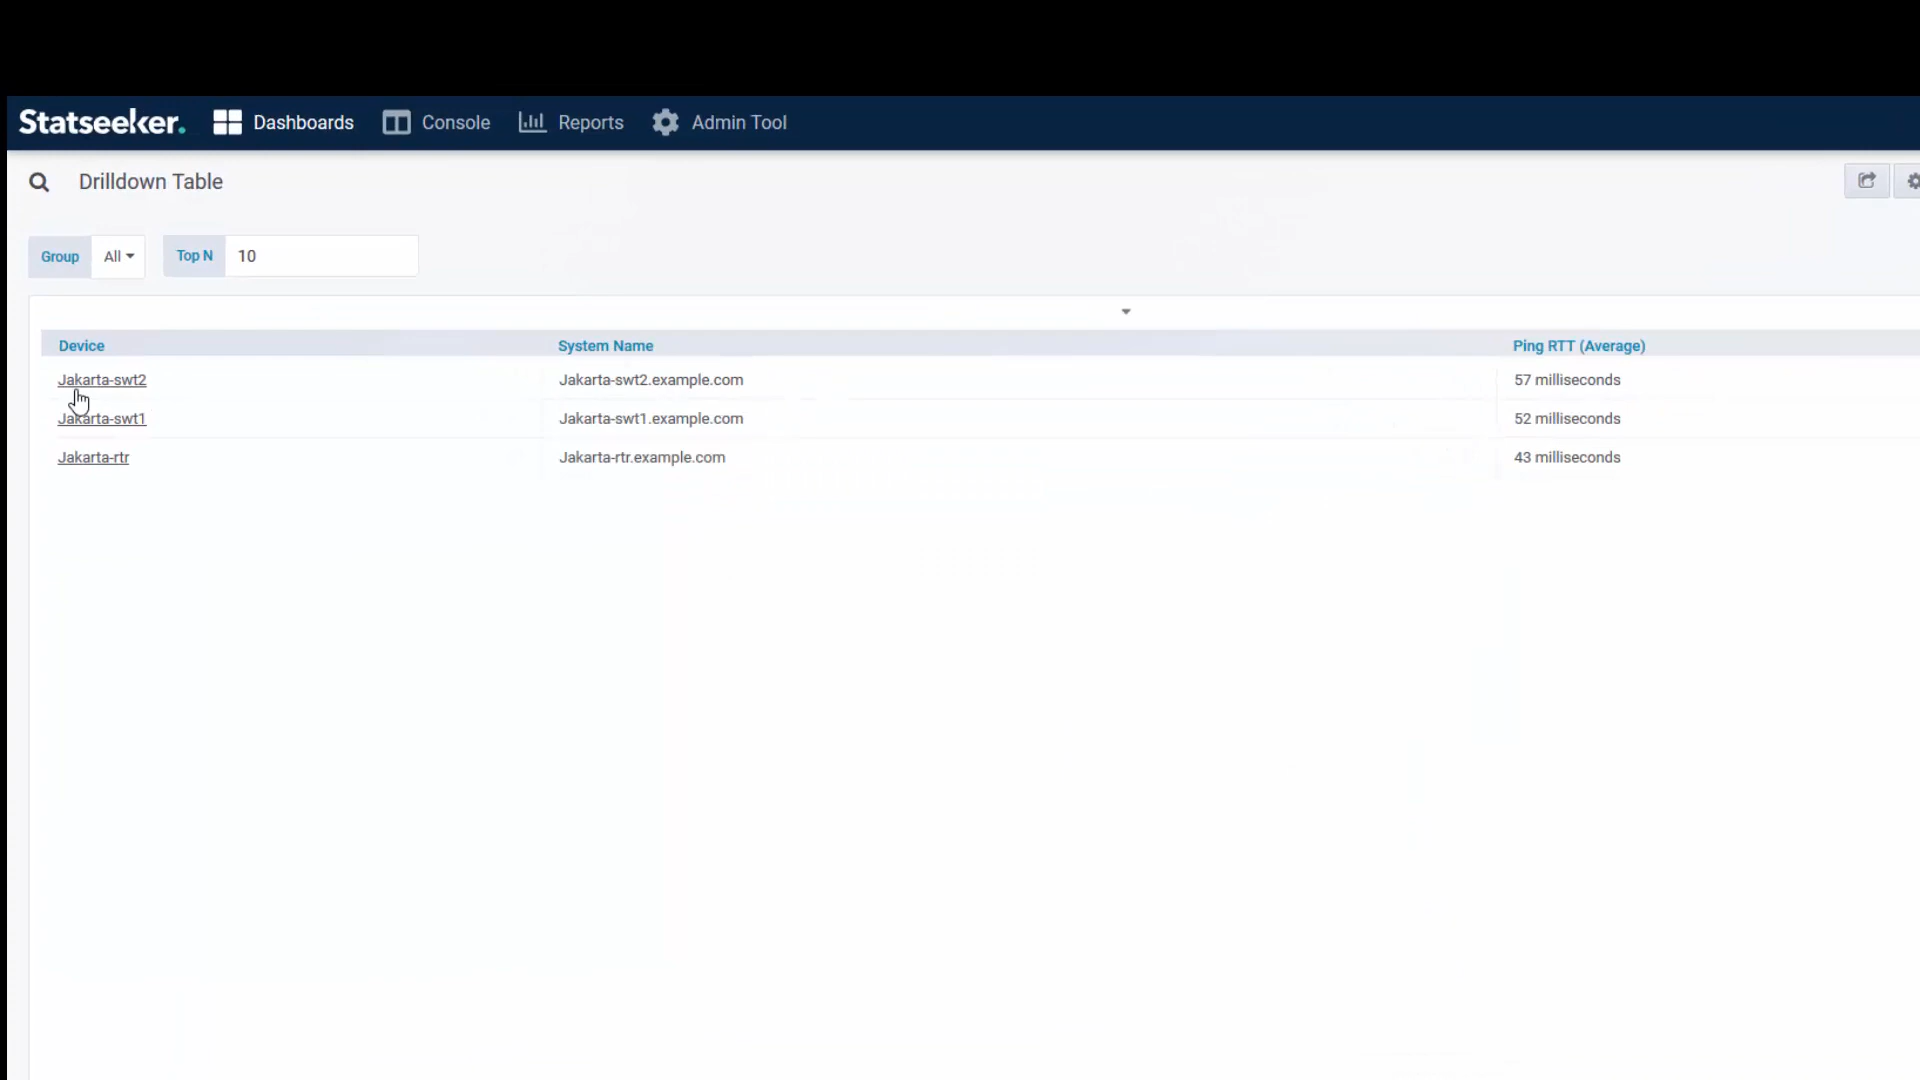 Statseeker. Dashboards Console Reports Admin Tool
Drilldown Table
Group All Top N 10
Device System Name Ping RTT (Average)
Jakarta-swt2 Jakarta-swt2.example.com 57 milliseconds
Jakarta-swt1 Jakarta-swt1.example.com 52 milliseconds
Jakarta-rtr Jakarta-rtr.example.com 43 milliseconds